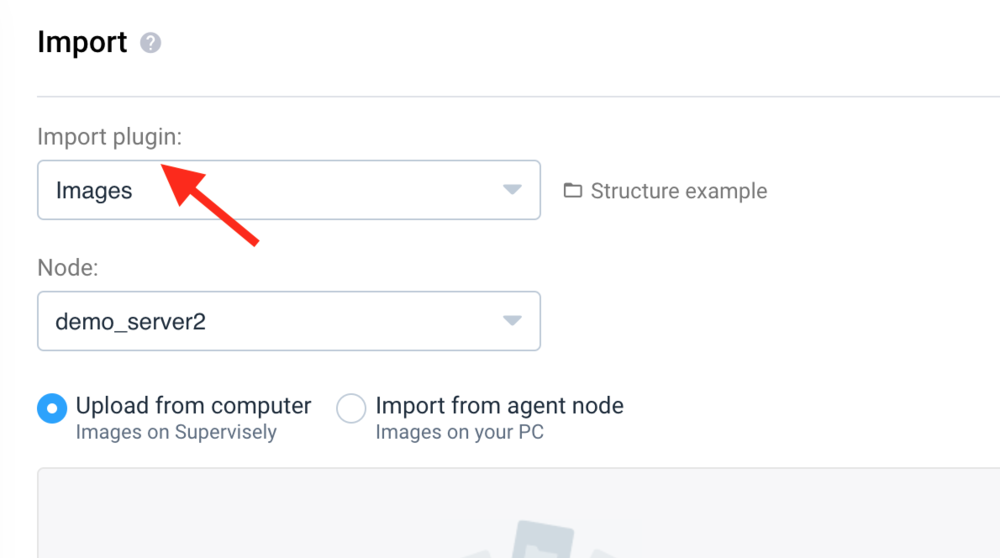 Import ?
Import plugin:
Images
Structure example
Node:
demo_server2
Upload from computer
Images on Supervisely
Import from agent node
Images on your PC